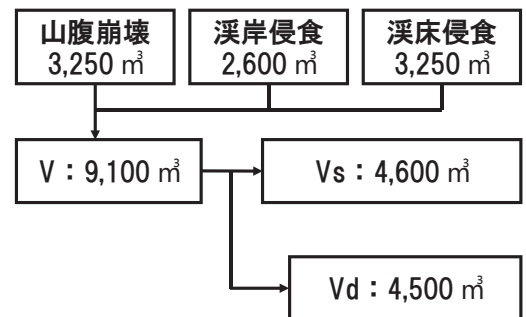 山腹崩壊
3,250 ㎥
渓岸侵食
2,600 ㎥
渓床侵食
3,250 ㎥
V：9,100 ㎥
Vs：4,600 ㎥
Vd：4,500 ㎥